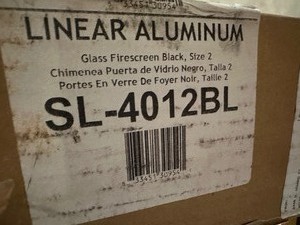 LINEAR ALUMINUM
Glass Firescreen Black, Size 2
Chimenea Puerta de Vidrio Negro, Talla 2
Portes En Verre De Foyer Noir, Taille 2
SL-4012BL